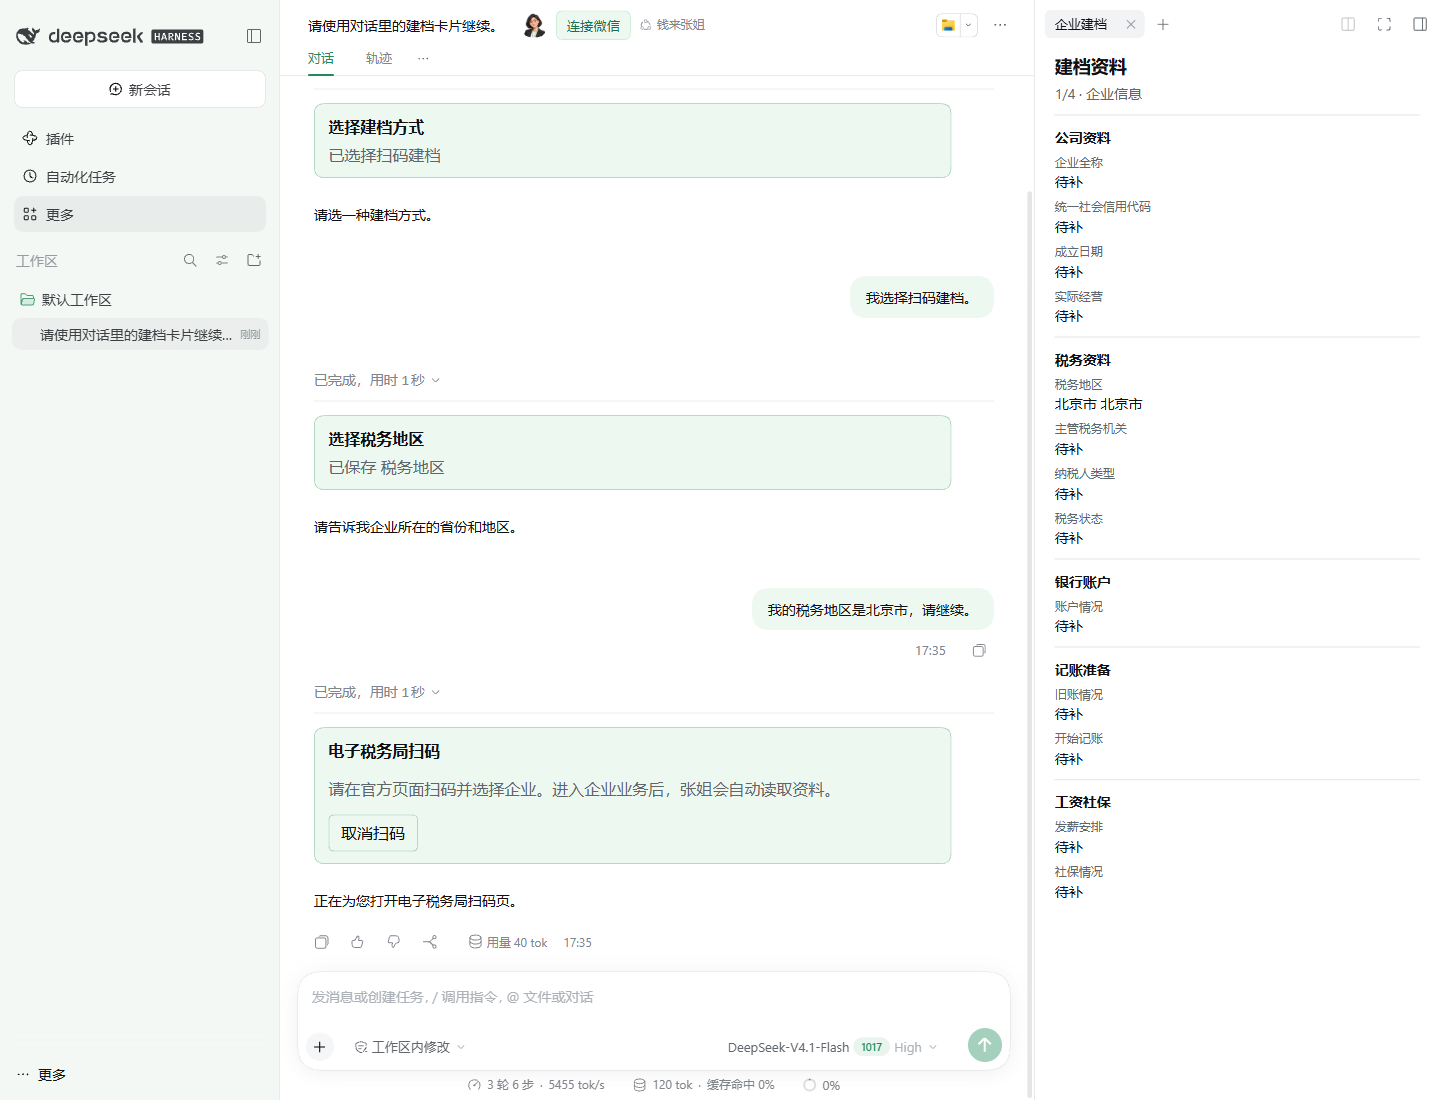 deepseek HARNESS
新会话
插件
自动化任务
更多
工作区
默认工作区
请使用对话里的建档卡片继续... 刚刚
更多
请使用对话里的建档卡片继续。
连接微信
钱来张姐
对话
轨迹
选择建档方式
已选择扫码建档
请选一种建档方式。
我选择扫码建档。
已完成，用时 1 秒
选择税务地区
已保存 税务地区
请告诉我企业所在的省份和地区。
我的税务地区是北京市，请继续。
17:35
已完成，用时 1 秒
电子税务局扫码
请在官方页面扫码并选择企业。进入企业业务后，张姐会自动读取资料。
取消扫码
正在为您打开电子税务局扫码页。
用量 40 tok 17:35
发消息或创建任务, / 调用指令, @ 文件或对话
工作区内修改
DeepSeek-V4.1-Flash 1017 High
3 轮 6 步 · 5455 tok/s 120 tok · 缓存命中 0% 0%
企业建档
建档资料
1/4 · 企业信息
公司资料
企业全称
待补
统一社会信用代码
待补
成立日期
待补
实际经营
待补
税务资料
税务地区
北京市 北京市
主管税务机关
待补
纳税人类型
待补
税务状态
待补
银行账户
账户情况
待补
记账准备
旧账情况
待补
开始记账
待补
工资社保
发薪安排
待补
社保情况
待补